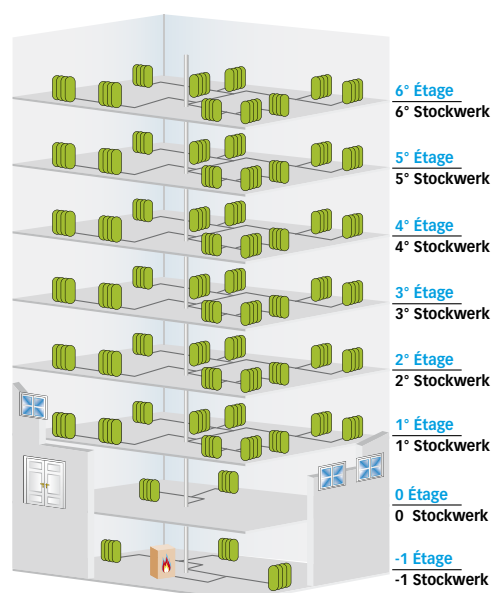 6° Étage
6° Stockwerk
5° Étage
5° Stockwerk
4° Étage
4° Stockwerk
3° Étage
3° Stockwerk
2° Étage
2° Stockwerk
1° Étage
1° Stockwerk
0 Étage
0 Stockwerk
-1 Étage
-1 Stockwerk